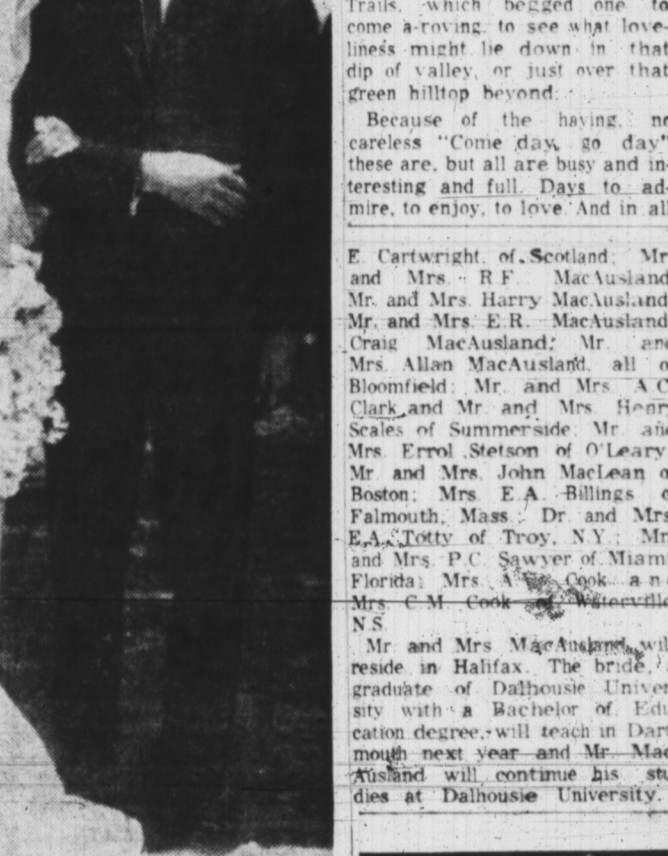 Trails, which begged one to
come a-roving, to see what love-
liness might lie down in that
dip of valley, or just over that
green hilltop beyond.
Because of the haying, no
careless "Come day, go day"
these are, but all are busy and in-
teresting and full. Days to ad-
mire, to enjoy, to love. And in all
E. Cartwright, of Scotland; Mr
and Mrs. R.F. MacAusland
Mr. and Mrs. Harry MacAusland
Mr. and Mrs. E.R. MacAusland
Craig MacAusland; Mr. and
Mrs. Allan MacAusland, all o
Bloomfield; Mr. and Mrs. A.C
Clark and Mr. and Mrs. Henr
Scales of Summerside; Mr. and
Mrs. Errol Stetson of O'Leary
Mr. and Mrs. John MacLean o
Boston; Mrs. E.A. Billings o
Falmouth, Mass.; Dr. and Mrs
E.A. Totty of Troy, N.Y.; Mr
and Mrs. P.C. Sawyer of Miami
Florida; Mrs. Cook an
Mrs. C.M. Cook of Waterville
N.S.
Mr. and Mrs. MacAusland wil
reside in Halifax. The bride,
graduate of Dalhousie Univer
sity with a Bachelor of Edu
cation degree, will teach in Dart
mouth next year and Mr. Mac
Ausland will continue his stu
dies at Dalhousie University.